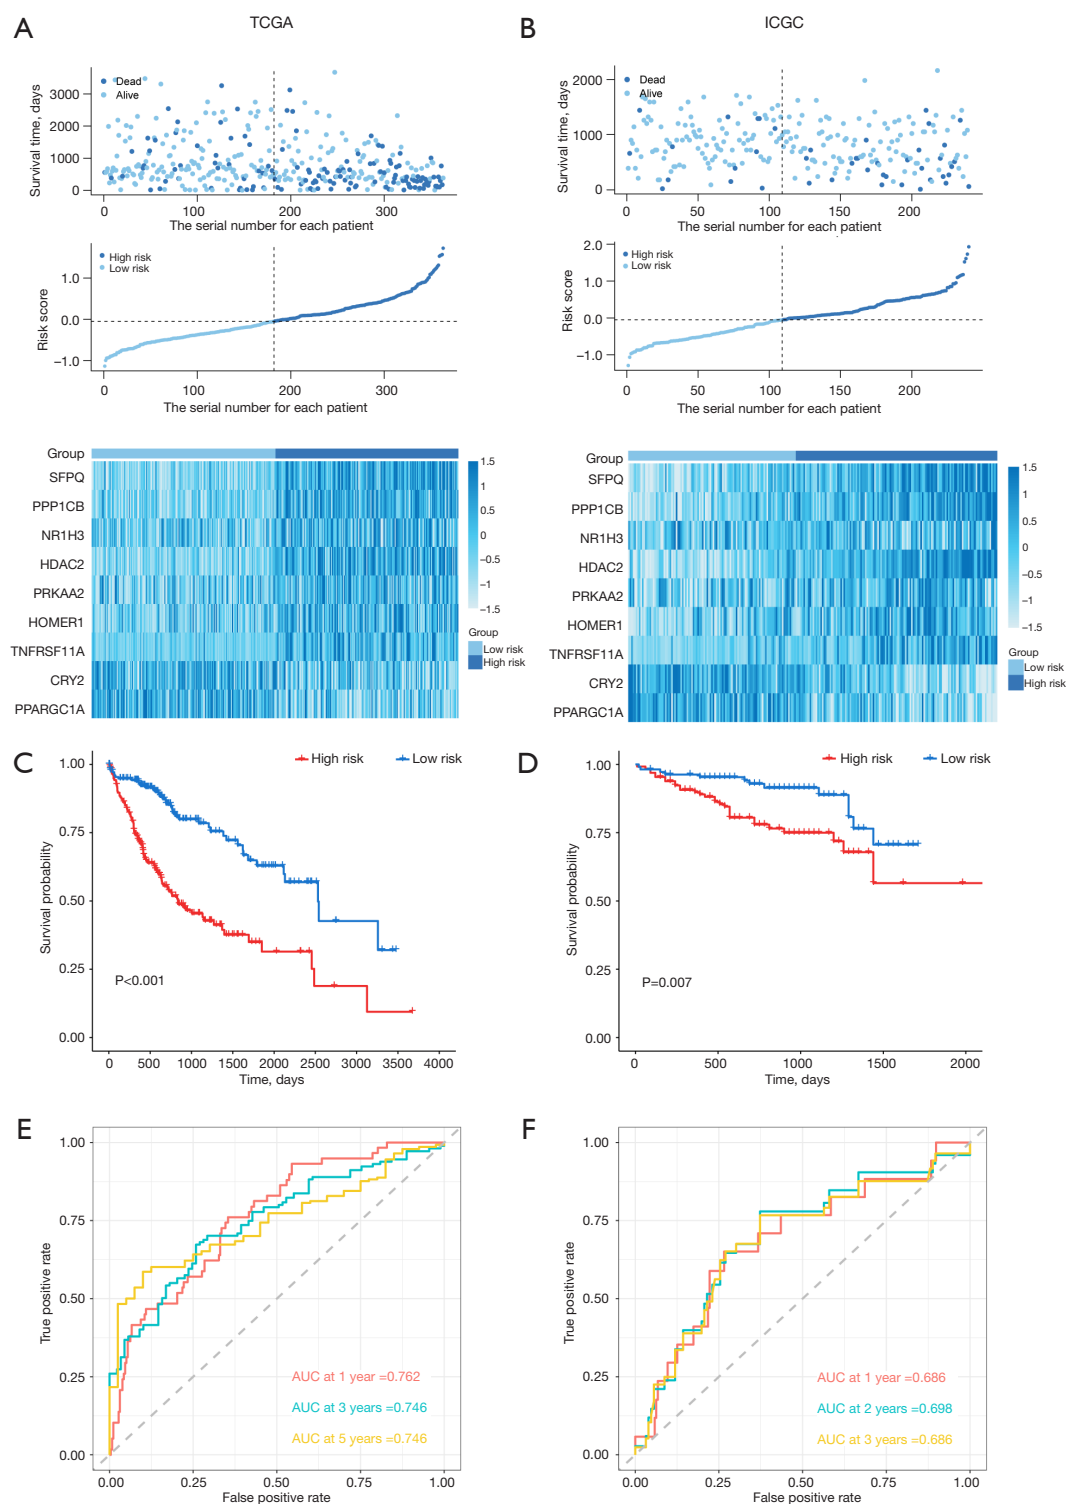 A
TCGA
B
ICGC
Survival time, days
3000
2000
1000
0
Dead
Alive
0
100
200
300
The serial number for each patient
Survival time, days
2000
1000
0
Dead
Alive
0
50
100
150
200
The serial number for each patient
Risk score
1.0
0.0
−1.0
High risk
Low risk
0
100
200
300
The serial number for each patient
Risk score
2.0
1.0
0.0
−1.0
High risk
Low risk
0
50
100
150
200
The serial number for each patient
Group
SFPQ
PPP1CB
NR1H3
HDAC2
PRKAA2
HOMER1
TNFRSF11A
CRY2
PPARGC1A
1.5
1
0.5
0
−0.5
−1
−1.5
Group
Low risk
High risk
Group
SFPQ
PPP1CB
NR1H3
HDAC2
PRKAA2
HOMER1
TNFRSF11A
CRY2
PPARGC1A
1.5
1
0.5
0
−0.5
−1
−1.5
Group
Low risk
High risk
C
High risk
Low risk
Survival probability
1.00
0.75
0.50
0.25
0.00
P<0.001
0
500
1000
1500
2000
2500
3000
3500
4000
Time, days
D
High risk
Low risk
Survival probability
1.00
0.75
0.50
0.25
0.00
P=0.007
0
500
1000
1500
2000
Time, days
E
True positive rate
1.00
0.75
0.50
0.25
0.00
AUC at 1 year =0.762
AUC at 3 years =0.746
AUC at 5 years =0.746
0.00
0.25
0.50
0.75
1.00
False positive rate
F
True positive rate
1.00
0.75
0.50
0.25
0.00
AUC at 1 year =0.686
AUC at 2 years =0.698
AUC at 3 years =0.686
0.00
0.25
0.50
0.75
1.00
False positive rate